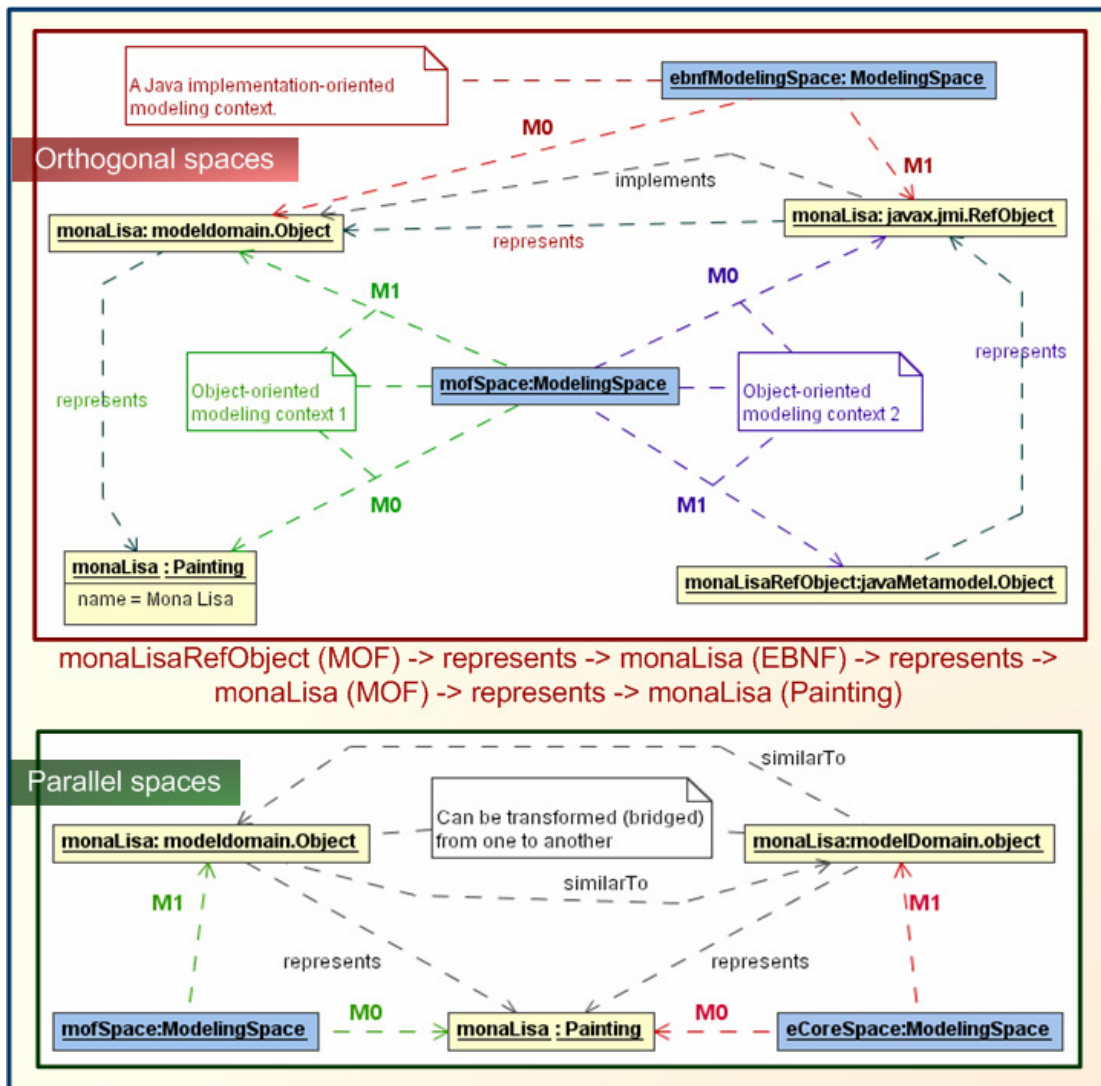 A Java implementation-oriented
modeling context.
ebnfModelingSpace: ModelingSpace
M0
Orthogonal spaces
M1
implements
monaLisa: modeldomain.Object
monaLisa: javax.jmi.RefObject
represents
M1
M0
represents
represents
Object-oriented
modeling context 1
mofSpace:ModelingSpace
Object-oriented
modeling context 2
M0
M1
monaLisa : Painting
name = Mona Lisa
monaLisaRefObject:javaMetamodel.Object
monaLisaRefObject (MOF) -> represents -> monaLisa (EBNF) -> represents ->
monaLisa (MOF) -> represents -> monaLisa (Painting)
similarTo
Parallel spaces
Can be transformed (bridged)
from one to another
monaLisa: modeldomain.Object
monaLisa:modelDomain.object
similarTo
M1
M1
represents
represents
mofSpace:ModelingSpace
M0
monaLisa : Painting
M0
eCoreSpace:ModelingSpace